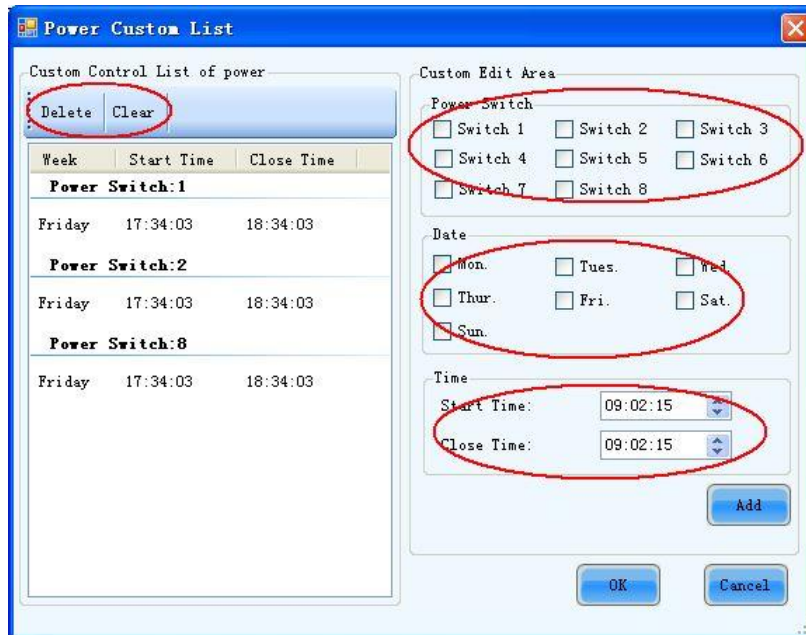 Power Custom List
Custom Control List of power
Delete Clear
Week Start Time Close Time
Power Switch:1
Friday 17:34:03 18:34:03
Power Switch:2
Friday 17:34:03 18:34:03
Power Switch:8
Friday 17:34:03 18:34:03
Custom Edit Area
Power Switch
Switch 1 Switch 2 Switch 3
Switch 4 Switch 5 Switch 6
Switch 7 Switch 8
Date
Mon. Tues. Wed.
Thur. Fri. Sat.
Sun.
Time
Start Time: 09:02:15
Close Time: 09:02:15
Add
OK Cancel